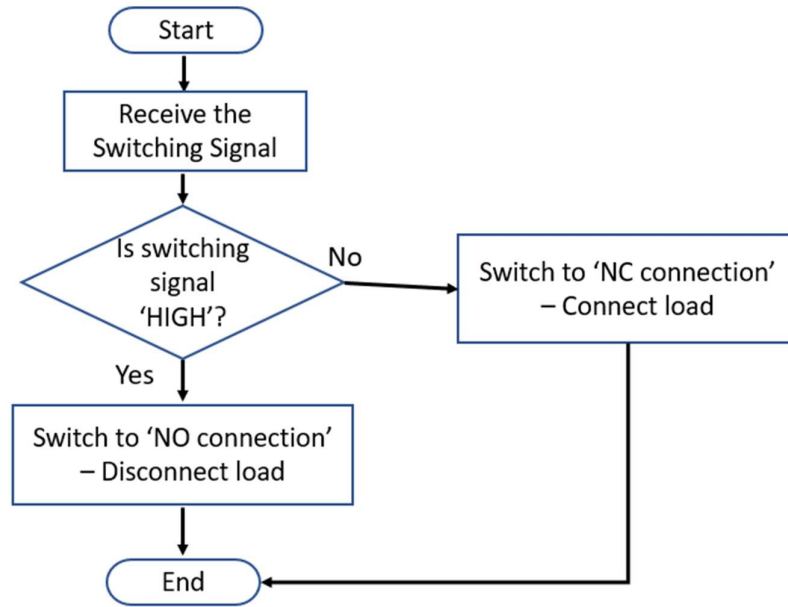 Start
Receive the
Switching Signal
Is switching
signal
‘HIGH’?
No
Switch to ‘NC connection’
– Connect load
Yes
Switch to ‘NO connection’
– Disconnect load
End